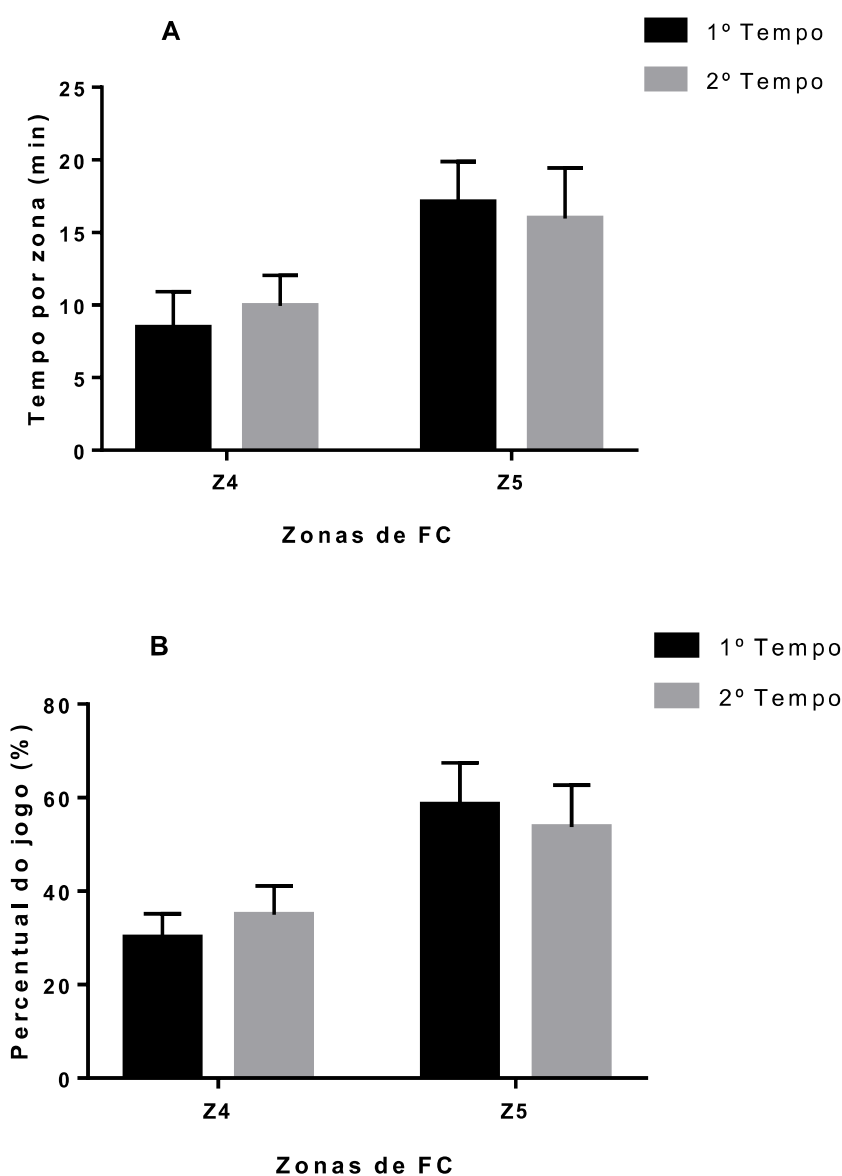 A
1º Tempo
2º Tempo
Tempo por zona (min)
25
20
15
10
5
0
Z4 Z5
Zonas de FC
B
1º Tempo
2º Tempo
Percentual do jogo (%)
80
60
40
20
0
Z4 Z5
Zonas de FC